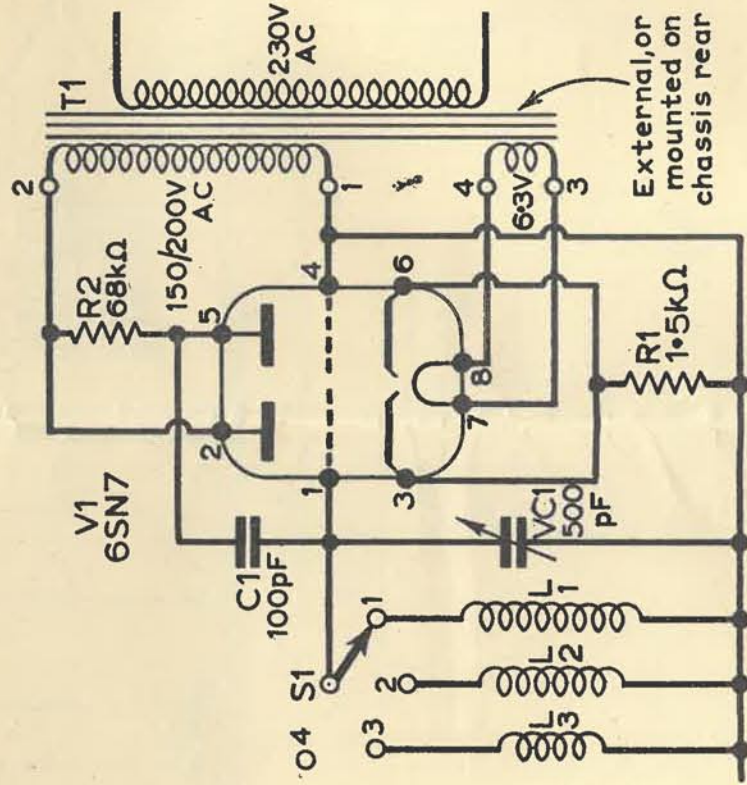 2
T1
V1
6SN7
R2
68kΩ
150/200V
AC
230V
AC
2
5
C1
100pF
4
S1
1
4
1
3
2
1
3
6
7
8
4
6·3V
3
VC1
500
pF
L
3
L
2
L
1
R1
1·5kΩ
External, or
mounted on
chassis rear